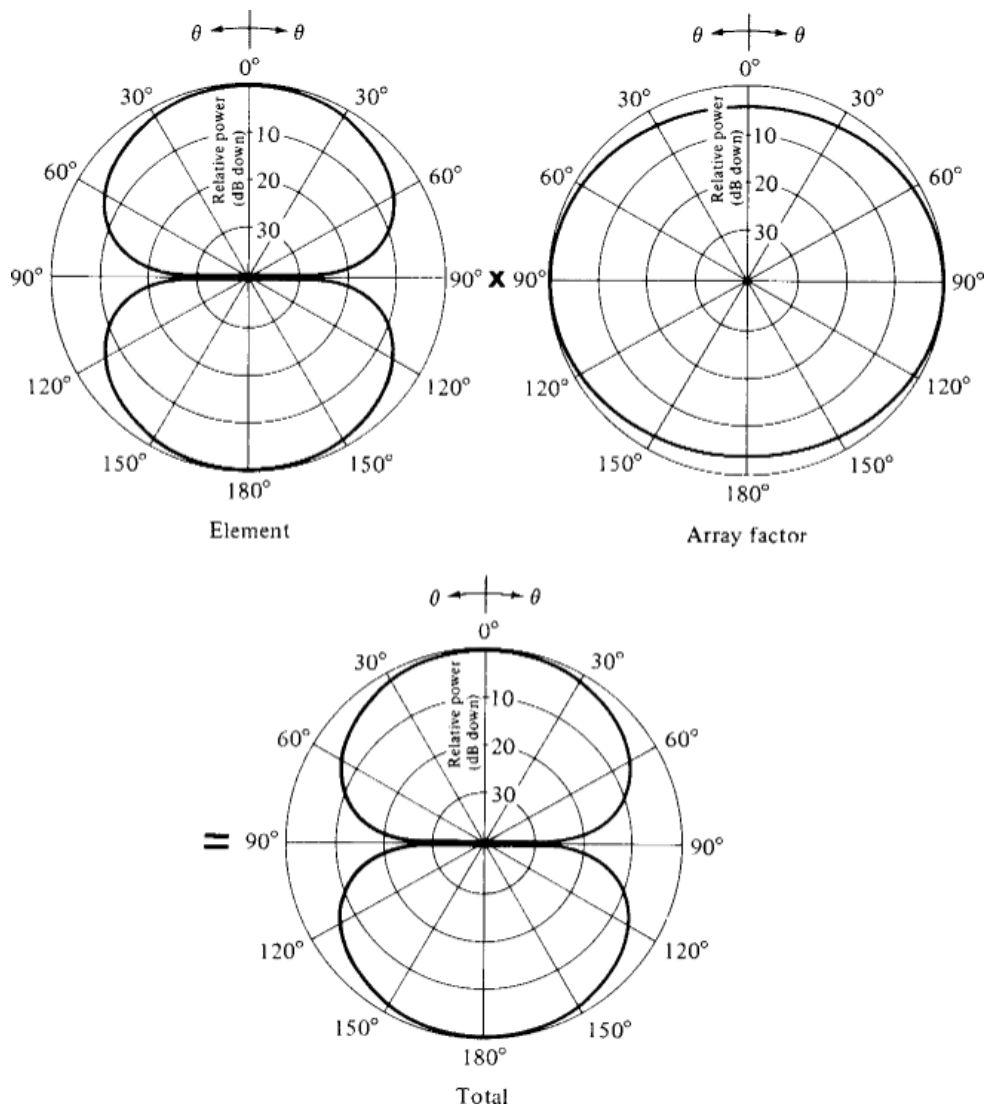 θ θ
0°
30° 30°
60° 60°
90° 90°
120° 120°
150° 150°
180°
Relative power
(dB down)
10
20
30
Element
x
θ θ
0°
30° 30°
60° 60°
90° 90°
120° 120°
150° 150°
180°
Relative power
(dB down)
10
20
30
Array factor
=
θ θ
0°
30° 30°
60° 60°
90° 90°
120° 120°
150° 150°
180°
Relative power
(dB down)
10
20
30
Total